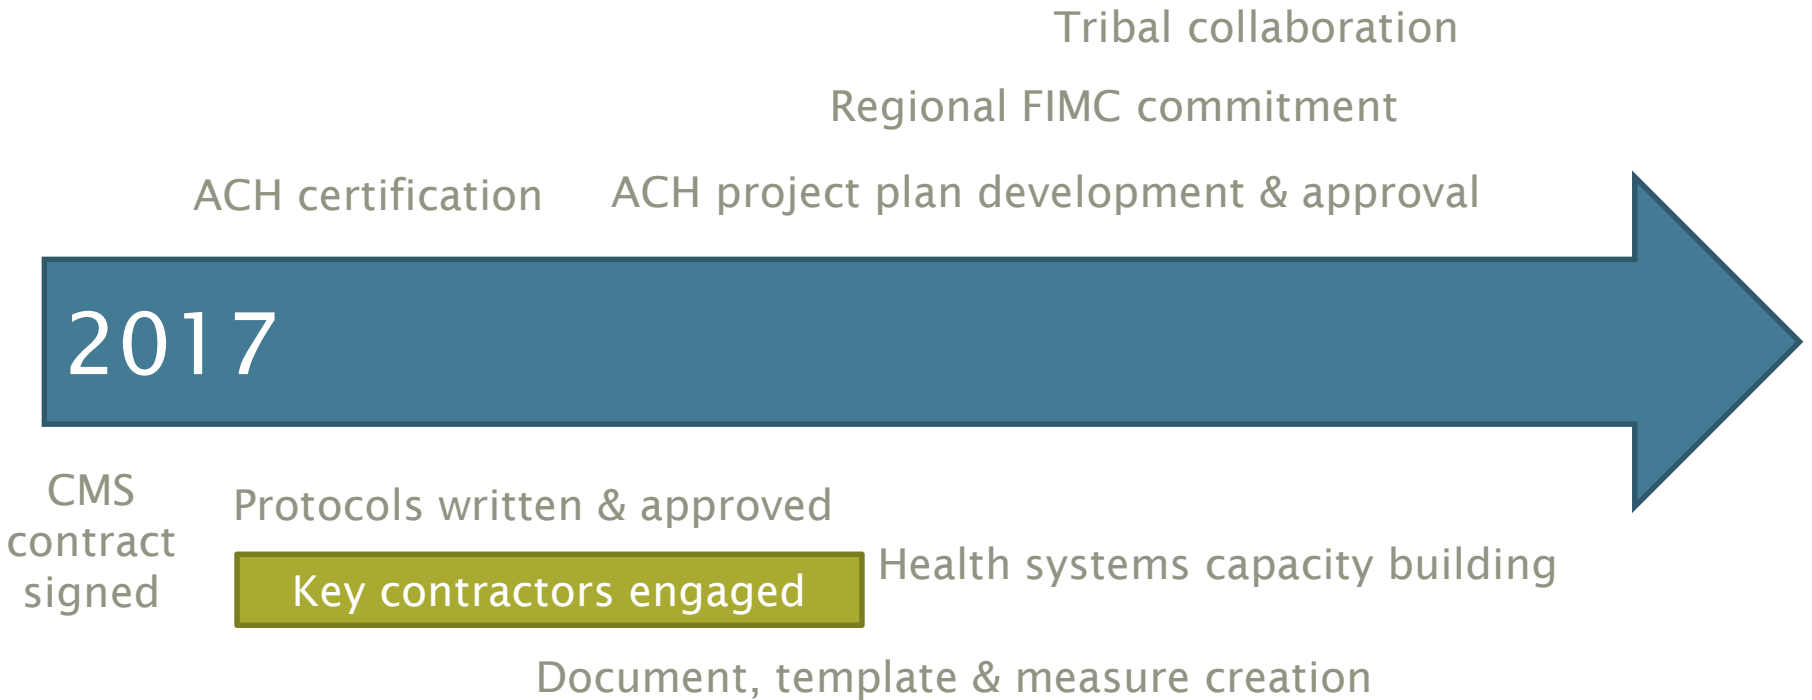 Tribal collaboration
Regional FIMC commitment
ACH certification
ACH project plan development & approval
2017
CMS
contract
signed
Protocols written & approved
Key contractors engaged
Health systems capacity building
Document, template & measure creation